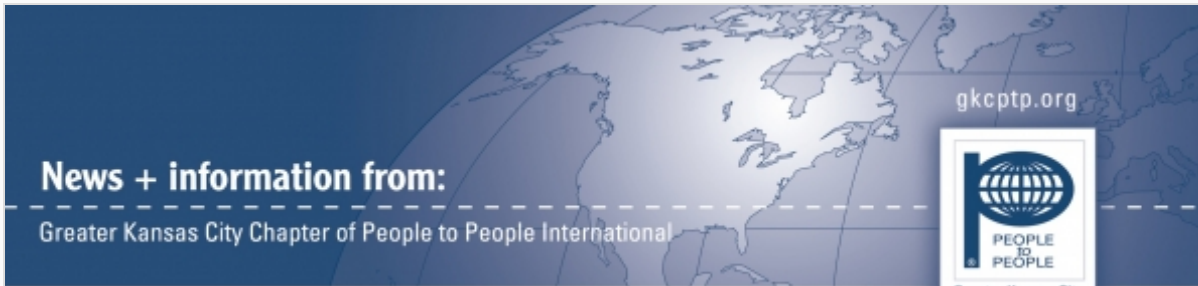 gkcptp.org
News + information from:
Greater Kansas City Chapter of People to People International
PEOPLE
to
PEOPLE
®